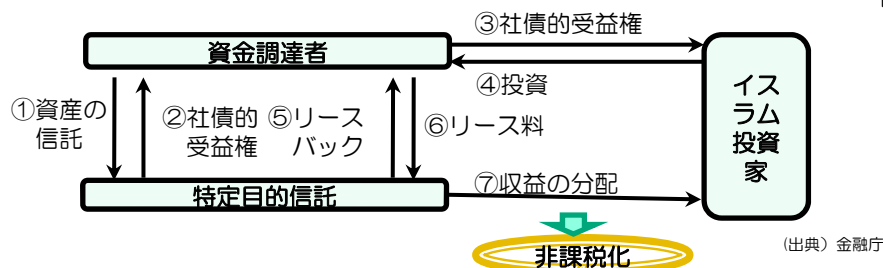 ③社債的受益権
資金調達者
④投資
イス
ラム
投資
家
①資産の
信託
②社債的
受益権
⑤リース
バック
⑥リース料
特定目的信託
⑦収益の分配
非課税化
(出典）金融庁